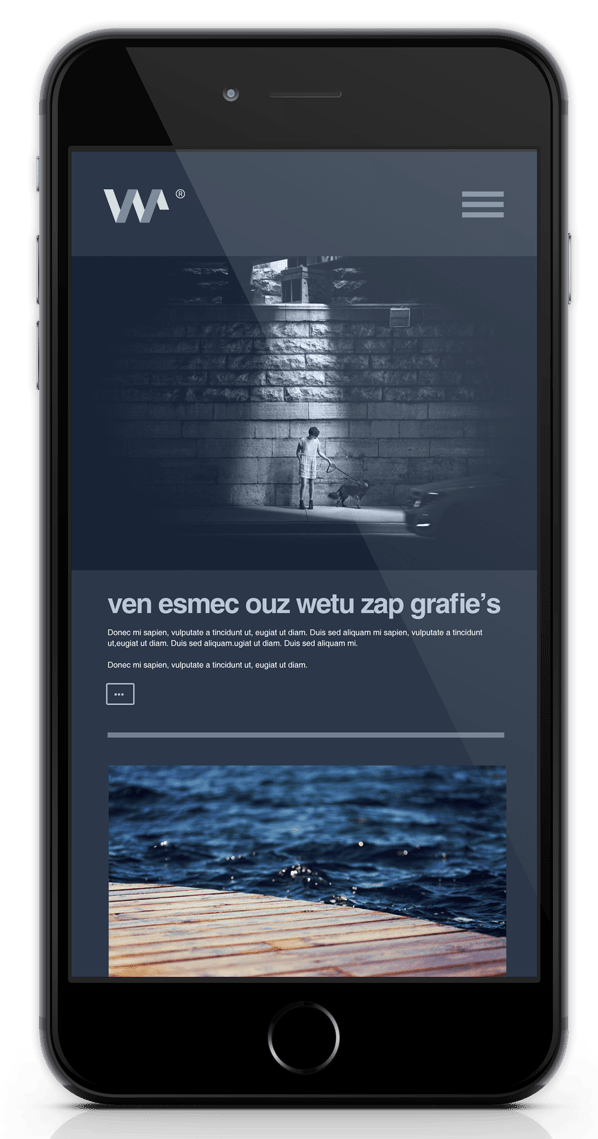 WA ®
ven esmec ouz wetu zap grafie’s
Donec mi sapien, vulputate a tincidunt ut, eugiat ut diam. Duis sed aliquam mi sapien, vulputate a tincidunt
ut,eugiat ut diam. Duis sed aliquam.ugiat ut diam. Duis sed aliquam mi.
Donec mi sapien, vulputate a tincidunt ut, eugiat ut diam.